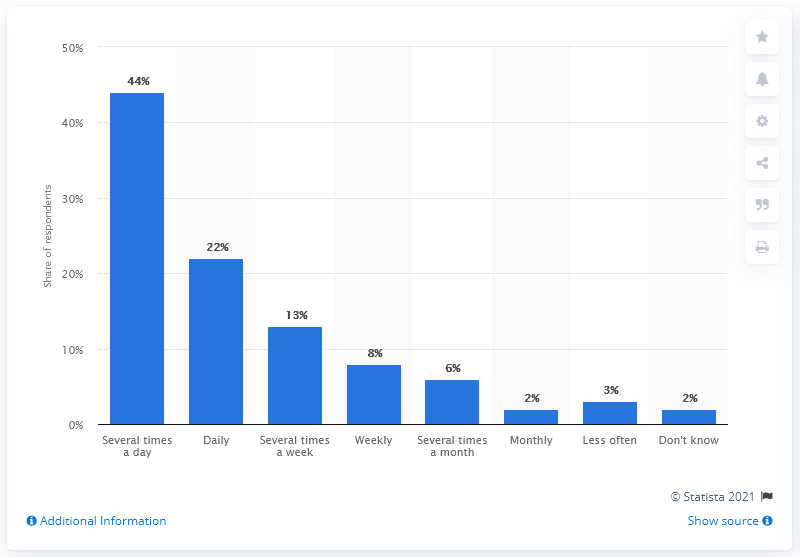 50%
44%
40%
30%
Share of respondents
22%
20%
13%
10%
8%
6%
2%
3%
2%
0%
Several times
a day
Daily
Several times
a week
Weekly
Several times
a month
Monthly
Less often
Don't know
© Statista 2021
Additional Information
Show source